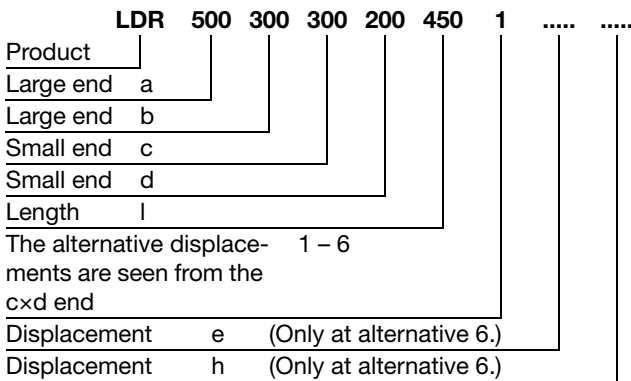 LDR 500 300 300 200 450 1 ..... .....
Product
Large end a
Large end b
Small end c
Small end d
Length l
The alternative displace- 1 – 6
ments are seen from the
c×d end
Displacement e (Only at alternative 6.)
Displacement h (Only at alternative 6.)